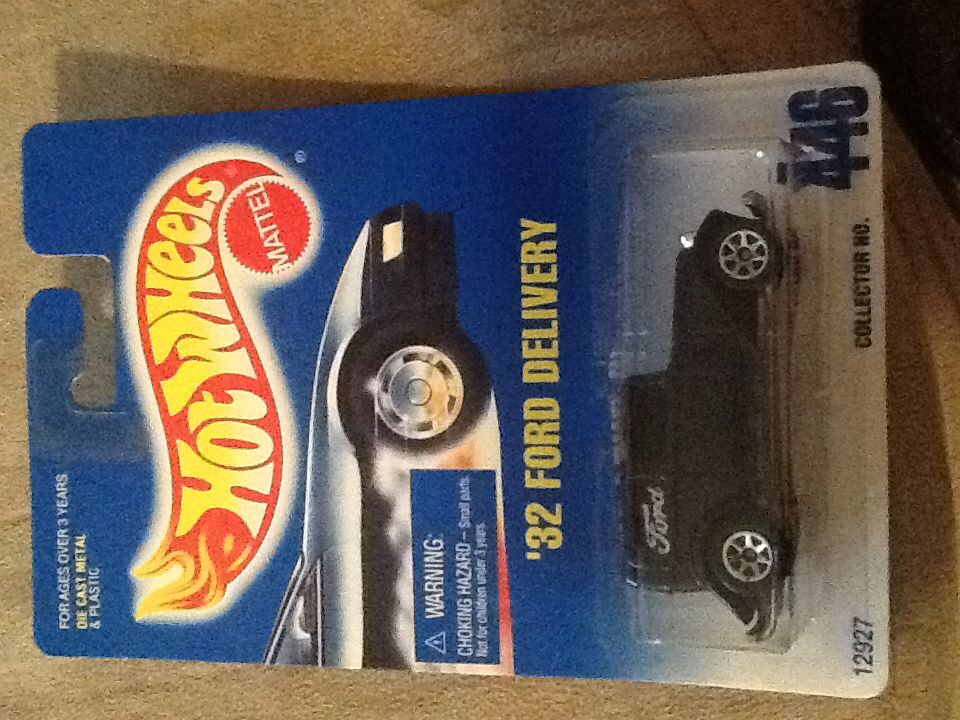 FOR AGES OVER 3 YEARS
DIE CAST METAL
& PLASTIC
HOT WHEELS
MATTEL
®
⚠ WARNING:
CHOKING HAZARD – Small parts.
Not for children under 3 years.
'32 FORD DELIVERY
Ford
12927
COLLECTOR NO.
446